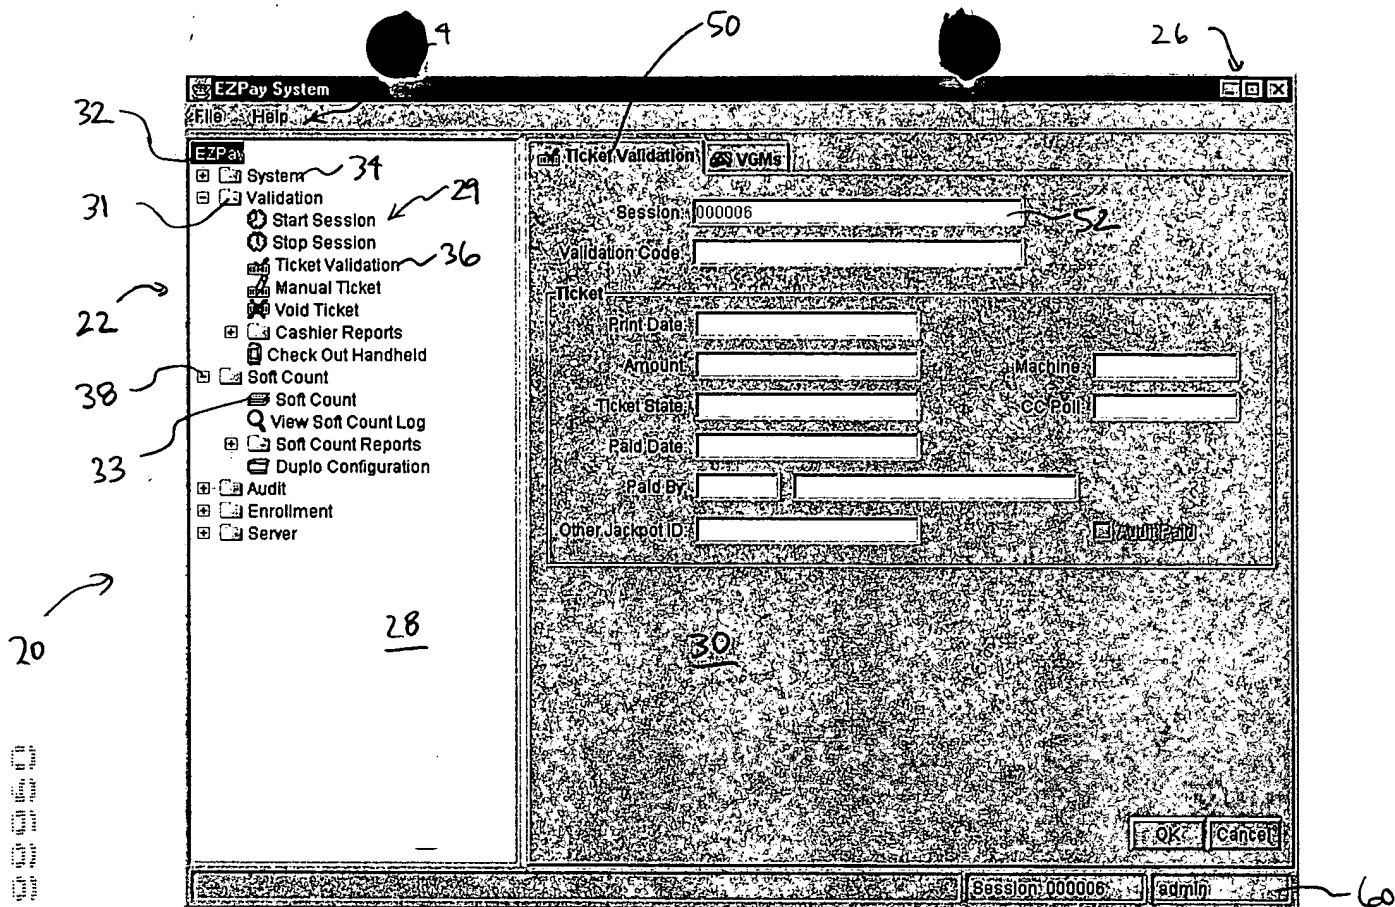 4
50
26
EZPay System
32
File Help
EZPay
Ticket Validation VGMs
System 34
31
Validation
Session: 000006 52
Start Session 29
Stop Session
Validation Code:
Ticket Validation 36
Manual Ticket
Ticket
Void Ticket
22
Print Date:
Cashier Reports
Check Out Handheld
Amount: Machine:
38
Soft Count
Soft Count
Ticket State: CC Poll:
View Soft Count Log
33
Soft Count Reports
Paid Date:
Duplo Configuration
Audit
Paid By:
Enrollment
Server
Other Jackpot ID: Audit Paid
20
28
30
OK Cancel
Session: 000006 admin 60